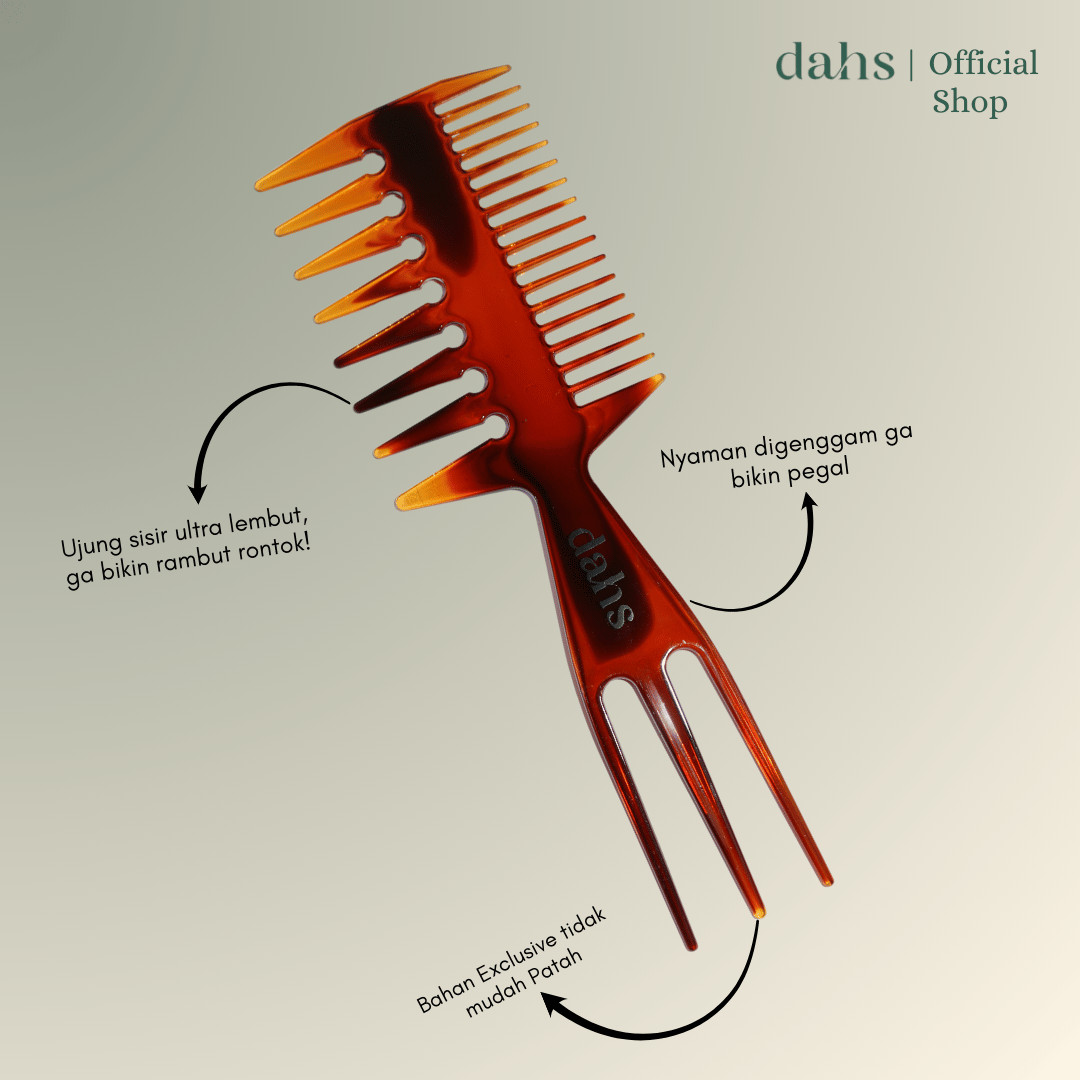 dahs | Official
Shop
Nyaman digenggam ga
bikin pegal
Ujung sisir ultra lembut,
ga bikin rambut rontok!
dahs
Bahan Exclusive tidak
mudah Patah